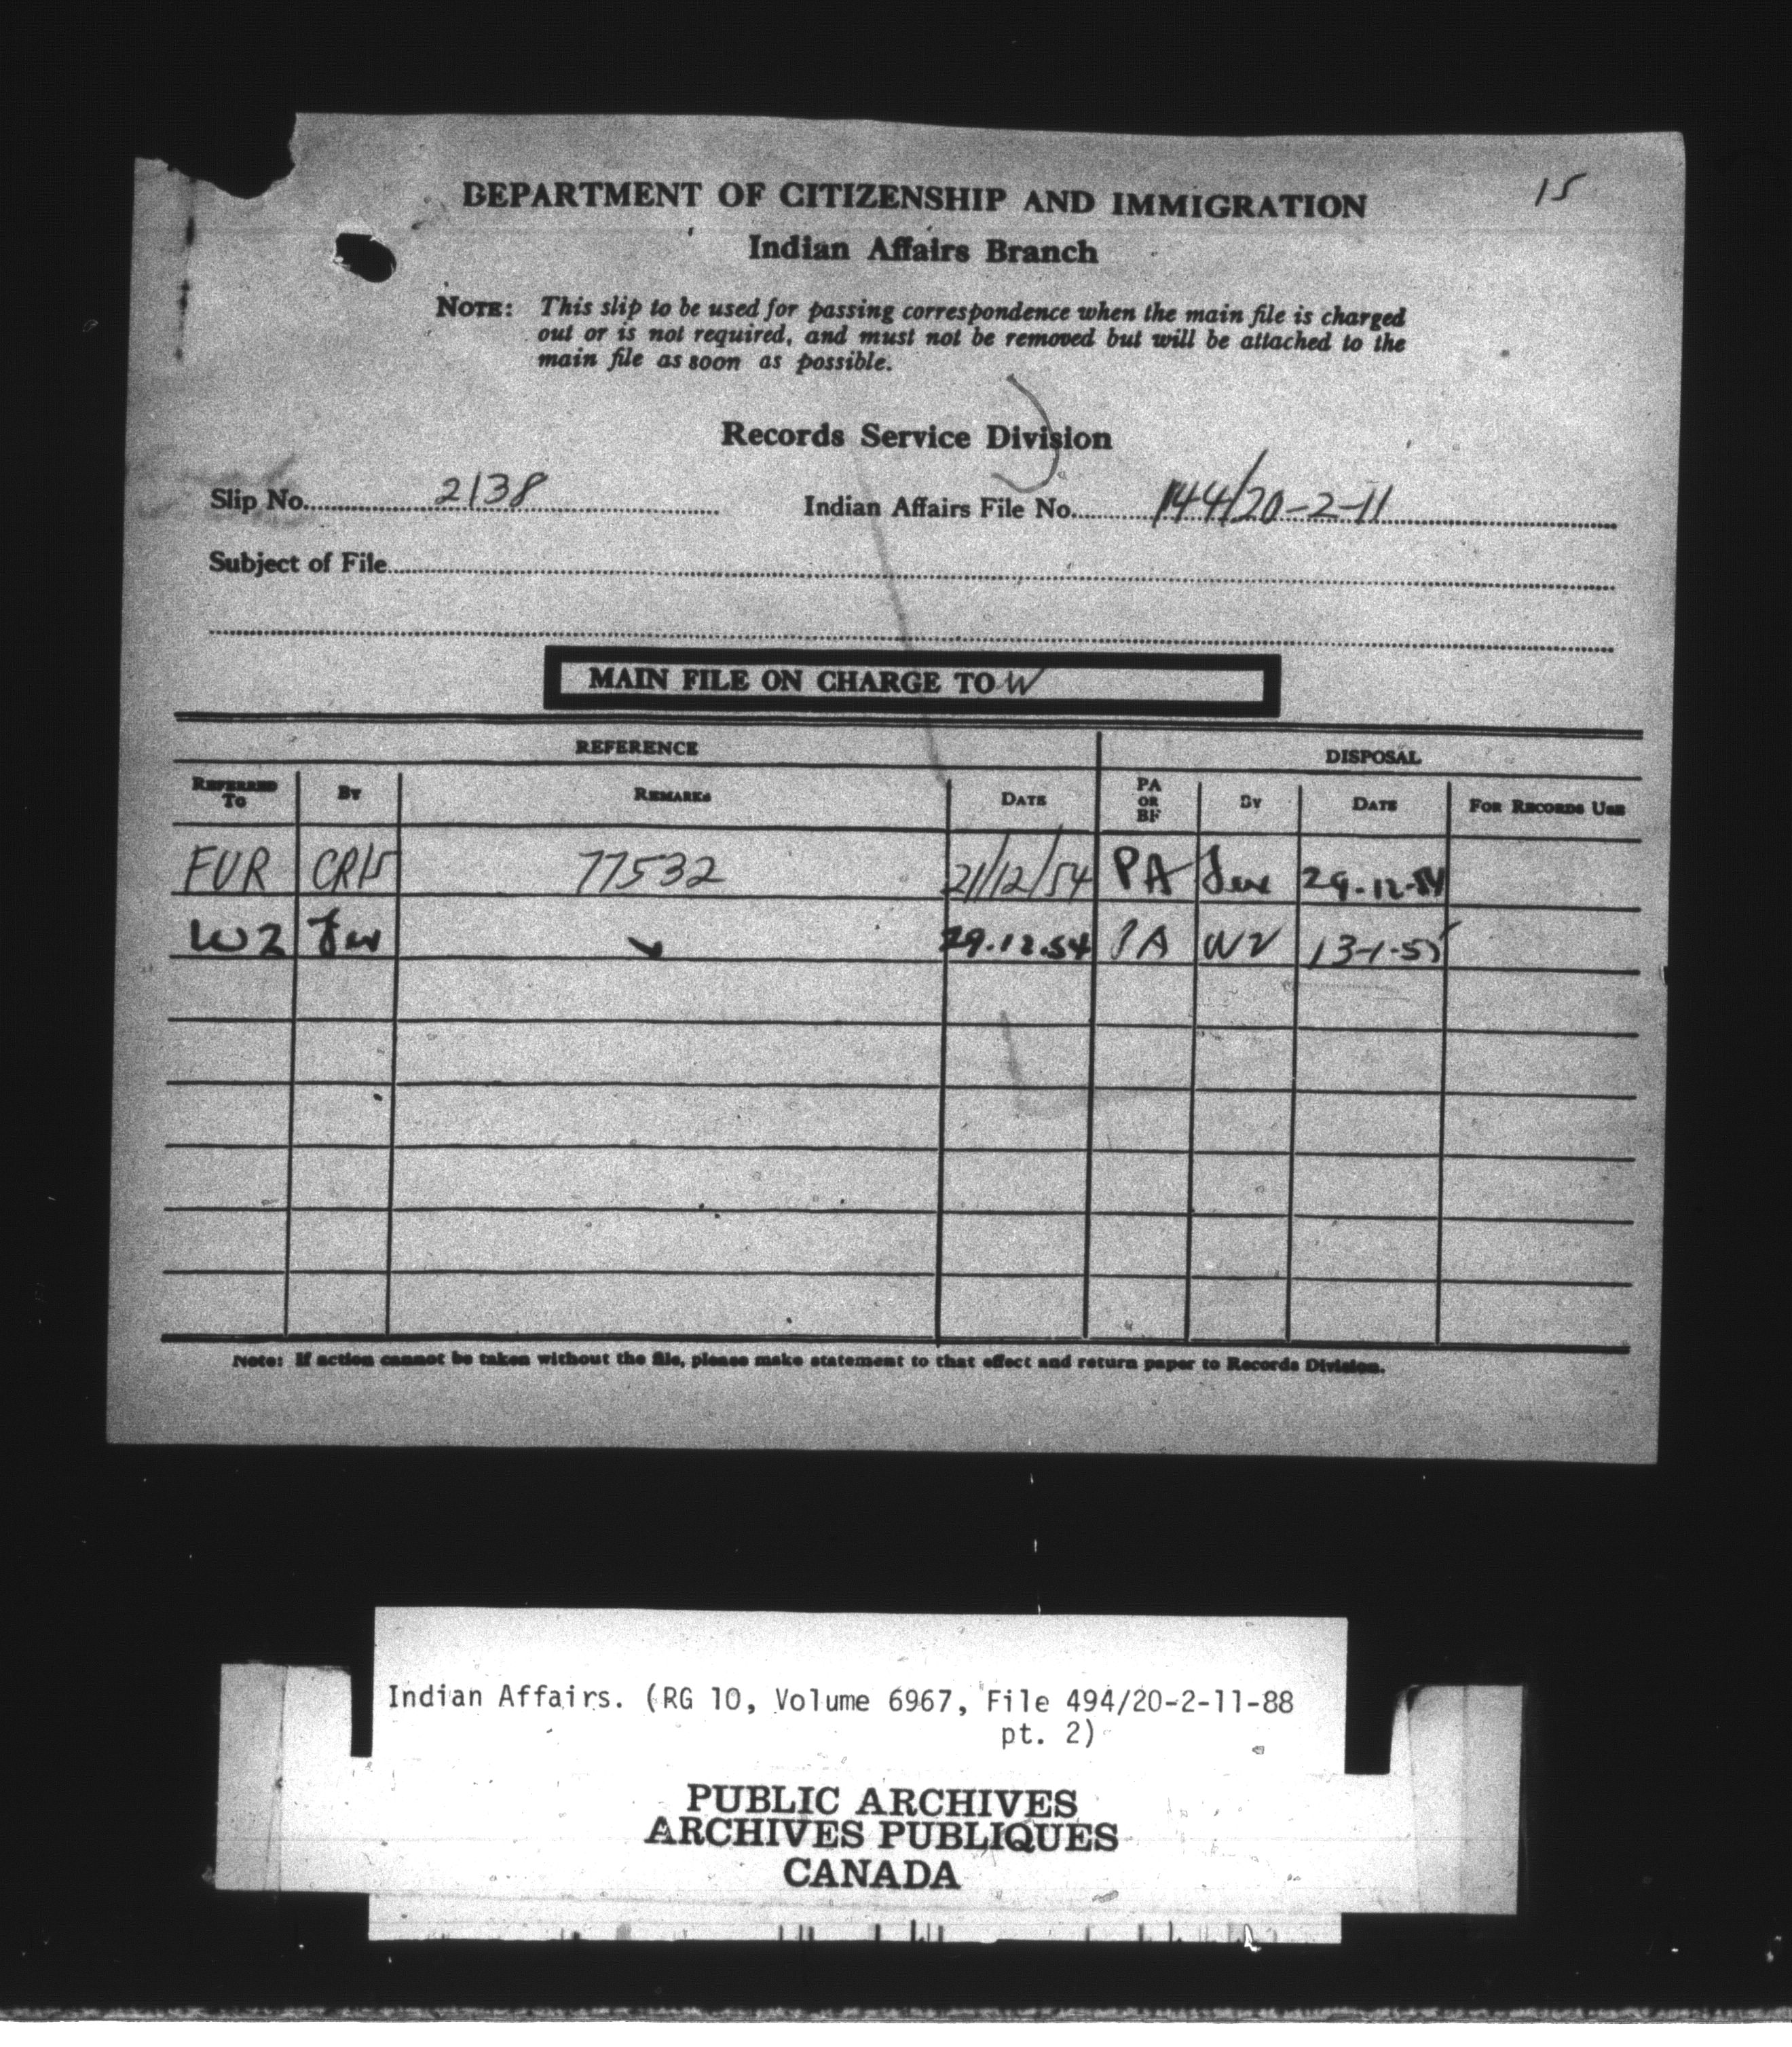 15
DEPARTMENT OF CITIZENSHIP AND IMMIGRATION
Indian Affairs Branch
NOTE: This slip to be used for passing correspondence when the main file is charged
out or is not required, and must not be removed but will be attached to the
main file as soon as possible.
Records Service Division
Slip No. 2138 Indian Affairs File No. 144/20-2-11
Subject of File
MAIN FILE ON CHARGE TO W
REFERENCE DISPOSAL
REFERRED TO BY REMARKS DATE PA OR BF BY DATE FOR RECORDS USE
FUR 77532 21/12/54 PA 29-12-54
W2 29.12.54 PA W2 13-1-55
Note: If action cannot be taken without the file, please make statement to that effect and return paper to Records Division.
Indian Affairs. (RG 10, Volume 6967, File 494/20-2-11-88
pt. 2)
PUBLIC ARCHIVES
ARCHIVES PUBLIQUES
CANADA